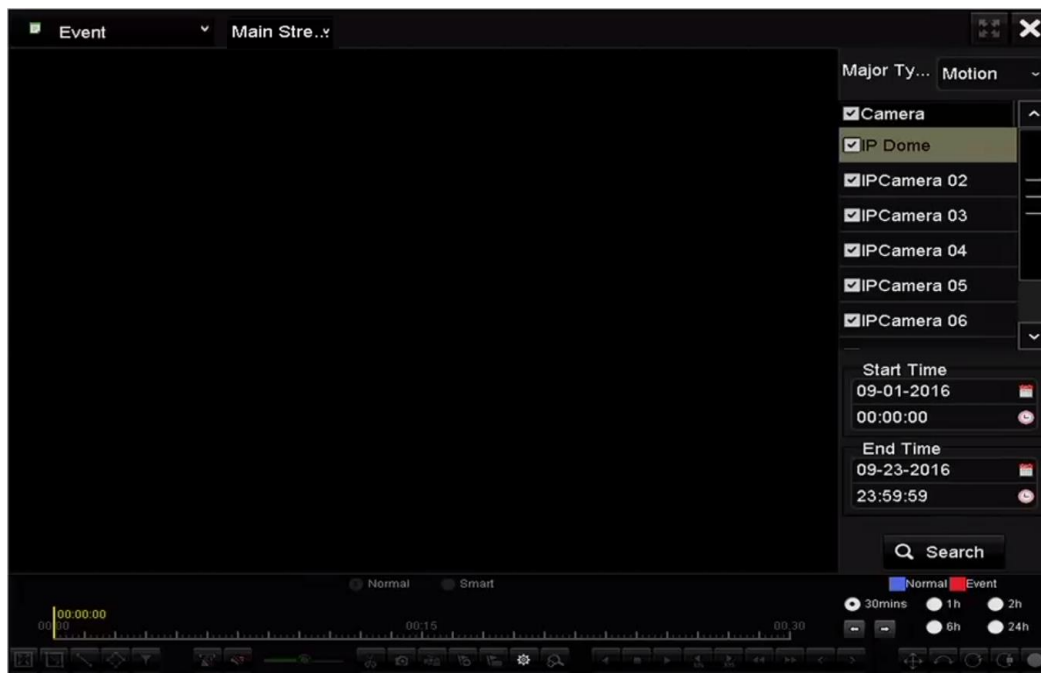 Event
Main Stre..
Major Ty... Motion
Camera
IP Dome
IPCamera 02
IPCamera 03
IPCamera 04
IPCamera 05
IPCamera 06
Start Time
09-01-2016
00:00:00
End Time
09-23-2016
23:59:59
Search
Normal Smart
Normal Event
30mins 1h 2h
6h 24h
00:00:00
00:00 00:15 00:30